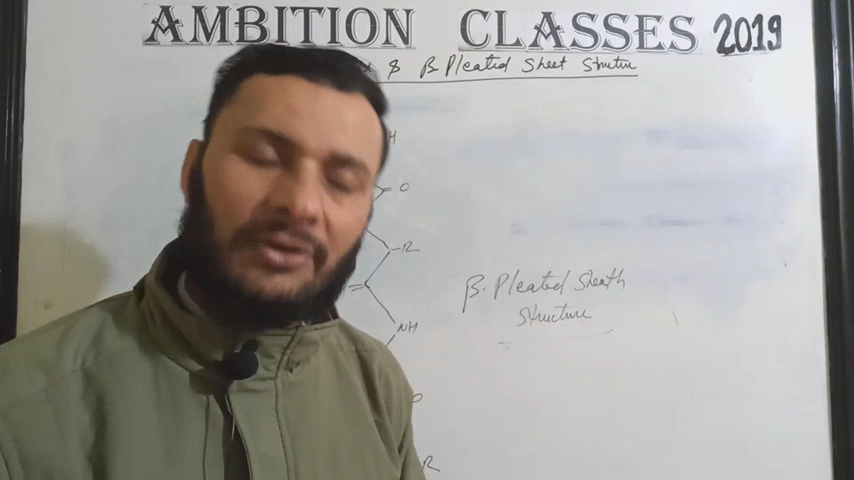 AMBITION CLASSES 2019
& β Pleated Sheet Structure
H
O
R
β. Pleated Sheath
Structure
NH
O
R